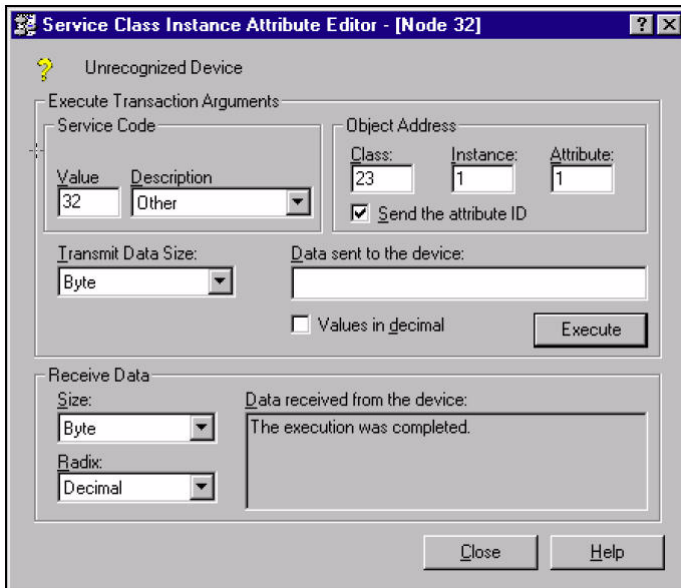 Service Class Instance Attribute Editor - [Node 32]
Unrecognized Device
Execute Transaction Arguments
Service Code
Value
Description
32
Other
Object Address
Class:
Instance:
Attribute:
23
1
1
Send the attribute ID
Transmit Data Size:
Data sent to the device:
Byte
Values in decimal
Execute
Receive Data
Size:
Data received from the device:
Byte
The execution was completed.
Radix:
Decimal
Close
Help